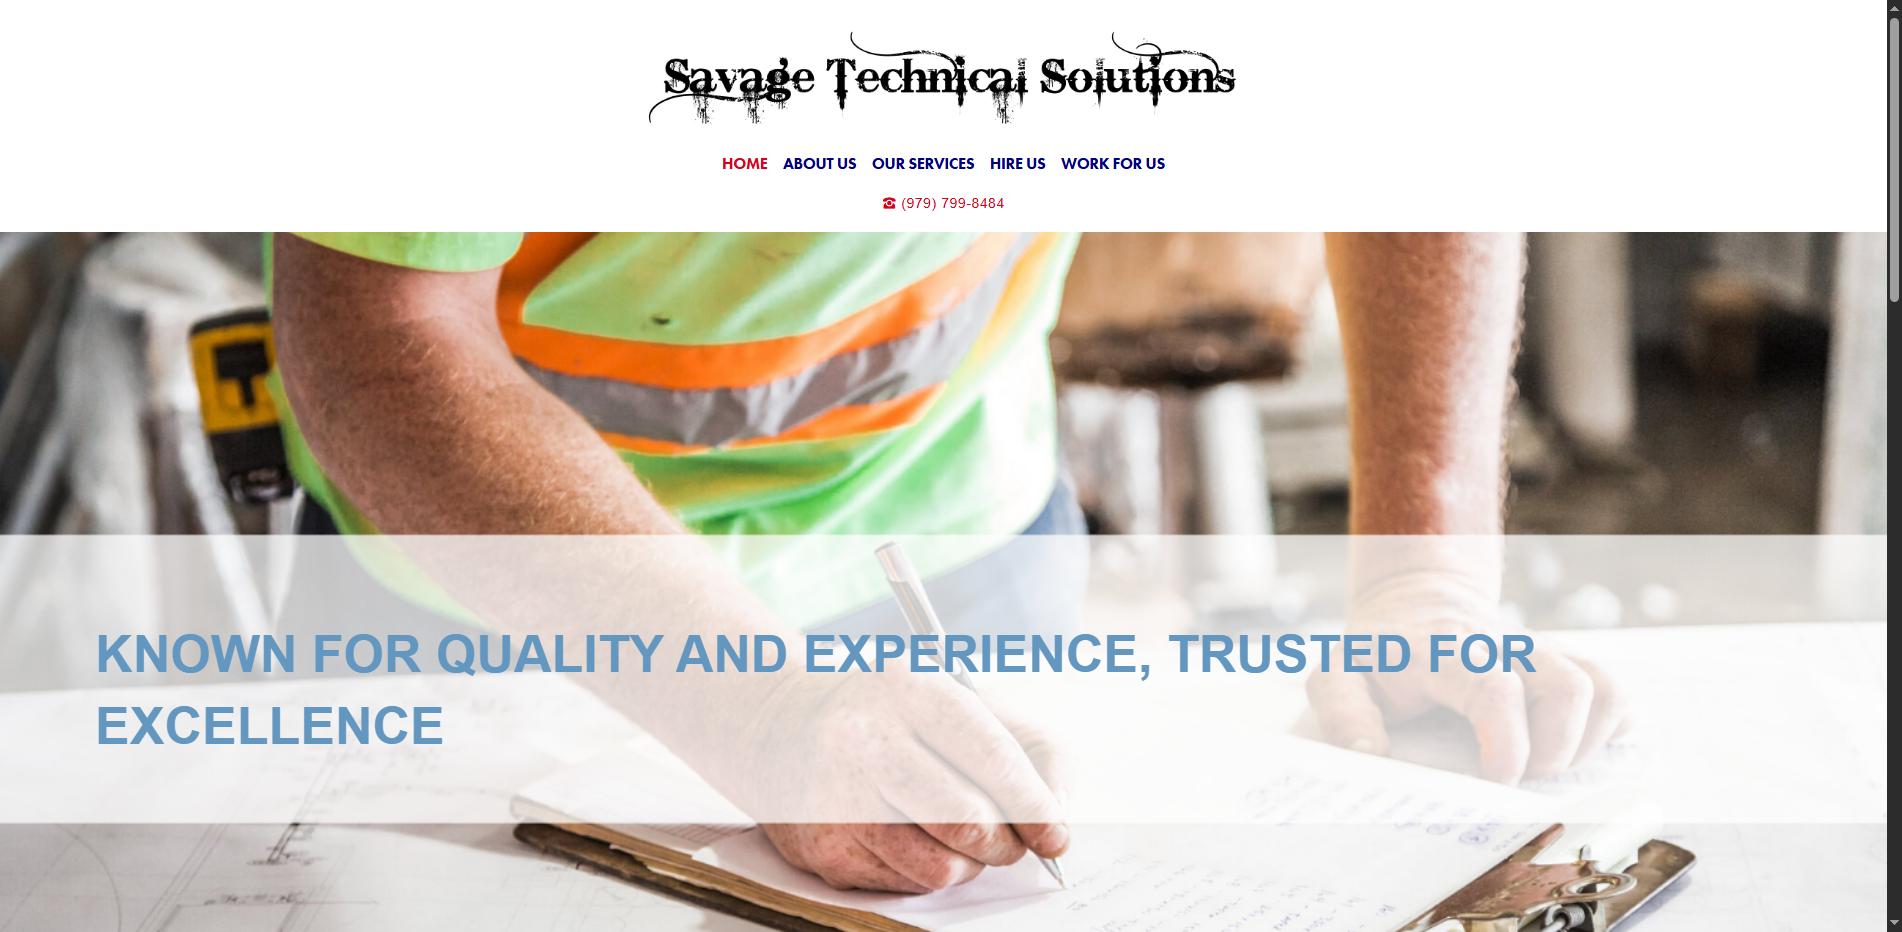 Savage Technical Solutions
HOME ABOUT US OUR SERVICES HIRE US WORK FOR US
(979) 799-8484
KNOWN FOR QUALITY AND EXPERIENCE, TRUSTED FOR
EXCELLENCE